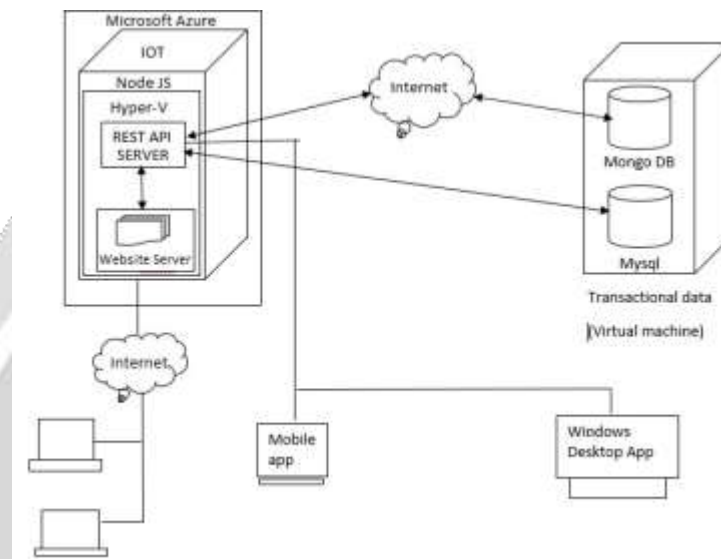 Microsoft Azure
IOT
Node JS
Hyper-V
REST API
SERVER
Website Server
Internet
Mongo DB
Mysql
Transactional data
(Virtual machine)
Internet
Mobile
app
Windows
Desktop App